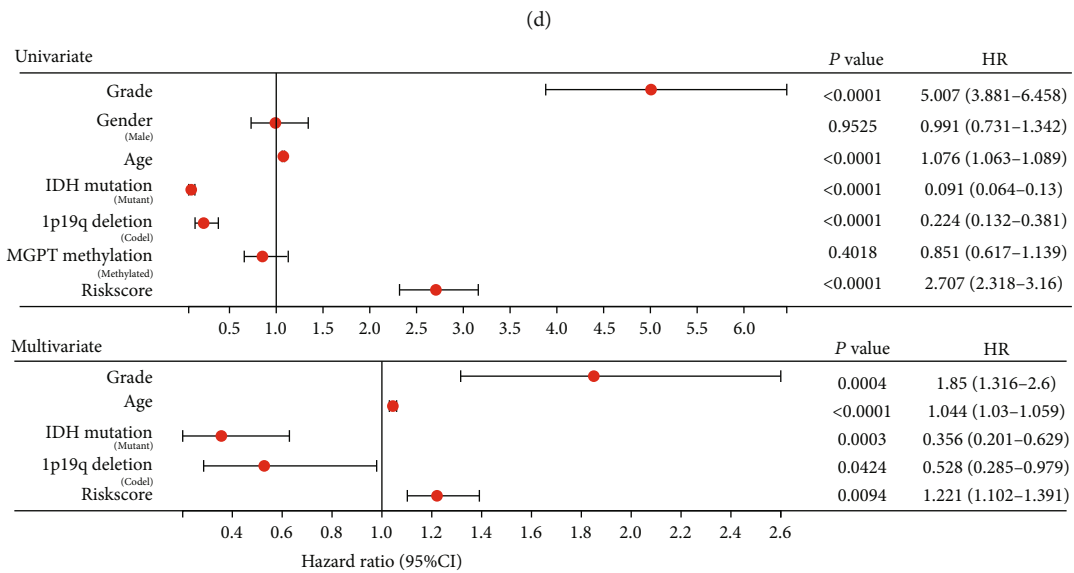 (d)
Univariate P value HR
Grade <0.0001 5.007 (3.881–6.458)
Gender 0.9525 0.991 (0.731–1.342)
(Male)
Age <0.0001 1.076 (1.063–1.089)
IDH mutation <0.0001 0.091 (0.064–0.13)
(Mutant)
1p19q deletion <0.0001 0.224 (0.132–0.381)
(Codel)
MGPT methylation 0.4018 0.851 (0.617–1.139)
(Methylated)
Riskscore <0.0001 2.707 (2.318–3.16)
0.5 1.0 1.5 2.0 2.5 3.0 3.5 4.0 4.5 5.0 6.0
Multivariate P value HR
Grade 0.0004 1.85 (1.316–2.6)
Age <0.0001 1.044 (1.03–1.059)
IDH mutation 0.0003 0.356 (0.201–0.629)
(Mutant)
1p19q deletion 0.0424 0.528 (0.285–0.979)
(Codel)
Riskscore 0.0094 1.221 (1.102–1.391)
0.4 0.6 1.0 1.2 1.4 1.6 1.8 2.0 2.2 2.6
Hazard ratio (95%CI)